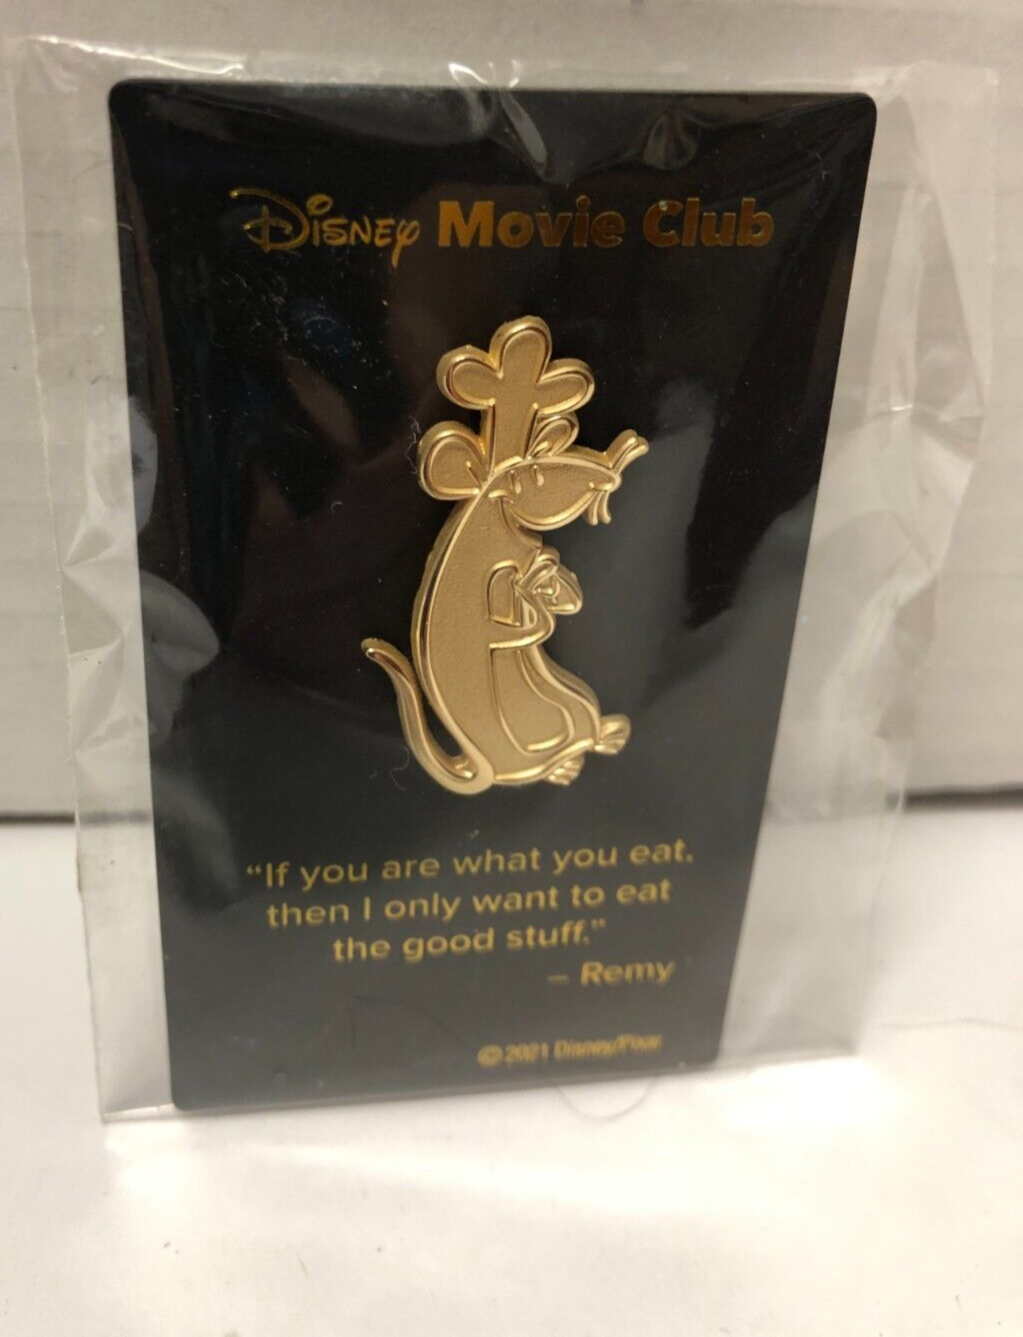 Disney Movie Club
“If you are what you eat,
then I only want to eat
the good stuff.”
– Remy
© 2021 Disney/Pixar